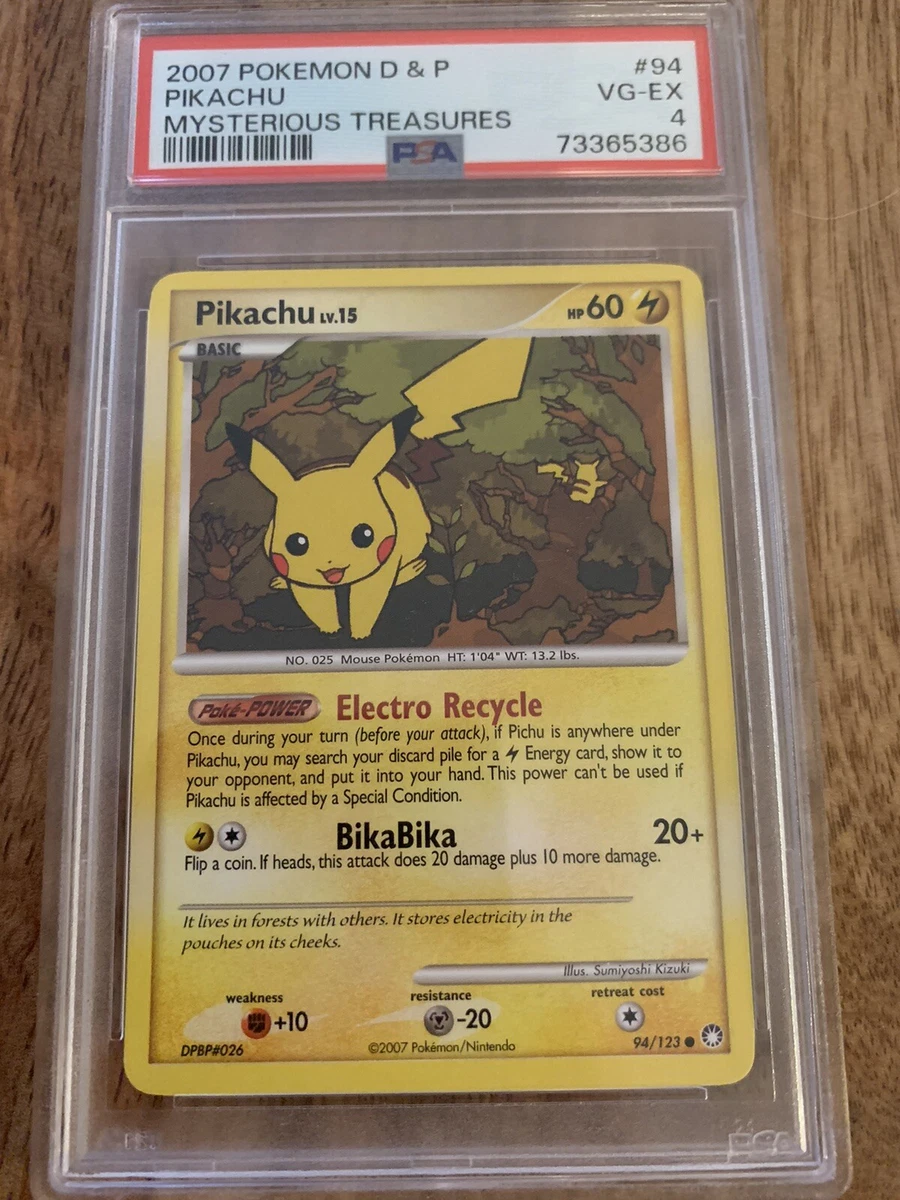 2007 POKEMON D & P #94
PIKACHU VG-EX
MYSTERIOUS TREASURES 4
PSA 73365386
Pikachu LV.15 HP 60
BASIC
NO. 025 Mouse Pokémon HT: 1'04" WT: 13.2 lbs.
Poké-POWER Electro Recycle
Once during your turn (before your attack), if Pichu is anywhere under
Pikachu, you may search your discard pile for a Energy card, show it to
your opponent, and put it into your hand. This power can't be used if
Pikachu is affected by a Special Condition.
BikaBika 20+
Flip a coin. If heads, this attack does 20 damage plus 10 more damage.
It lives in forests with others. It stores electricity in the
pouches on its cheeks.
Illus. Sumiyoshi Kizuki
weakness resistance retreat cost
+10 -20
DPBP#026 ©2007 Pokémon/Nintendo 94/123